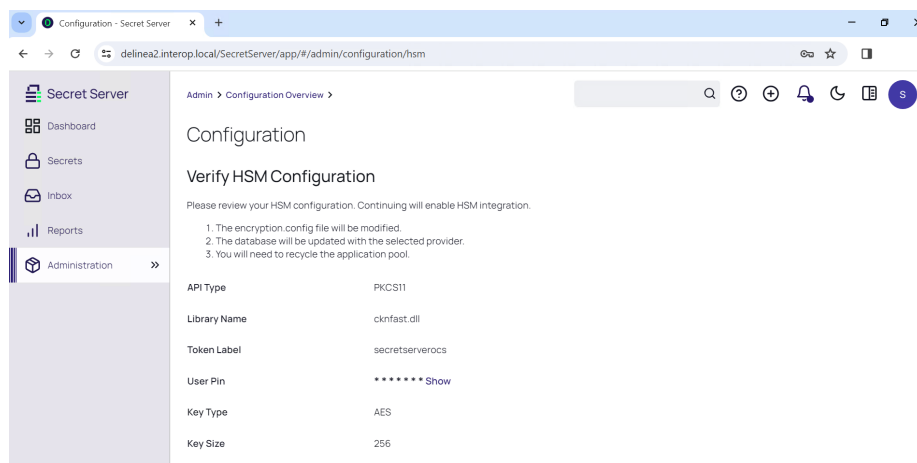 Configuration - Secret Server
delinea2.interop.local/SecretServer/app/#/admin/configuration/hsm
Secret Server
Admin > Configuration Overview >
S
Dashboard
Secrets
Inbox
Reports
Administration
Configuration
Verify HSM Configuration
Please review your HSM configuration. Continuing will enable HSM integration.
1. The encryption.config file will be modified.
2. The database will be updated with the selected provider.
3. You will need to recycle the application pool.
API Type PKCS11
Library Name cknfast.dll
Token Label secretserverocs
User Pin * * * * * * * Show
Key Type AES
Key Size 256